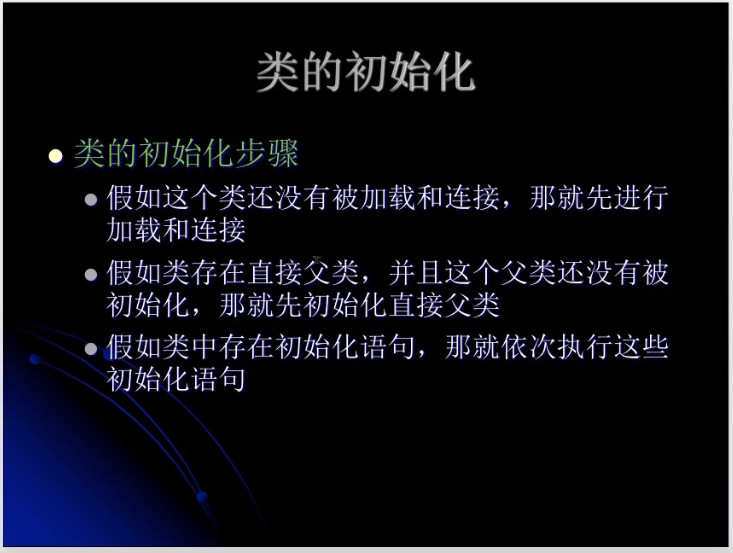 类的初始化
类的初始化步骤
假如这个类还没有被加载和连接，那就先进行
加载和连接
假如类存在直接父类，并且这个父类还没有被
初始化，那就先初始化直接父类
假如类中存在初始化语句，那就依次执行这些
初始化语句